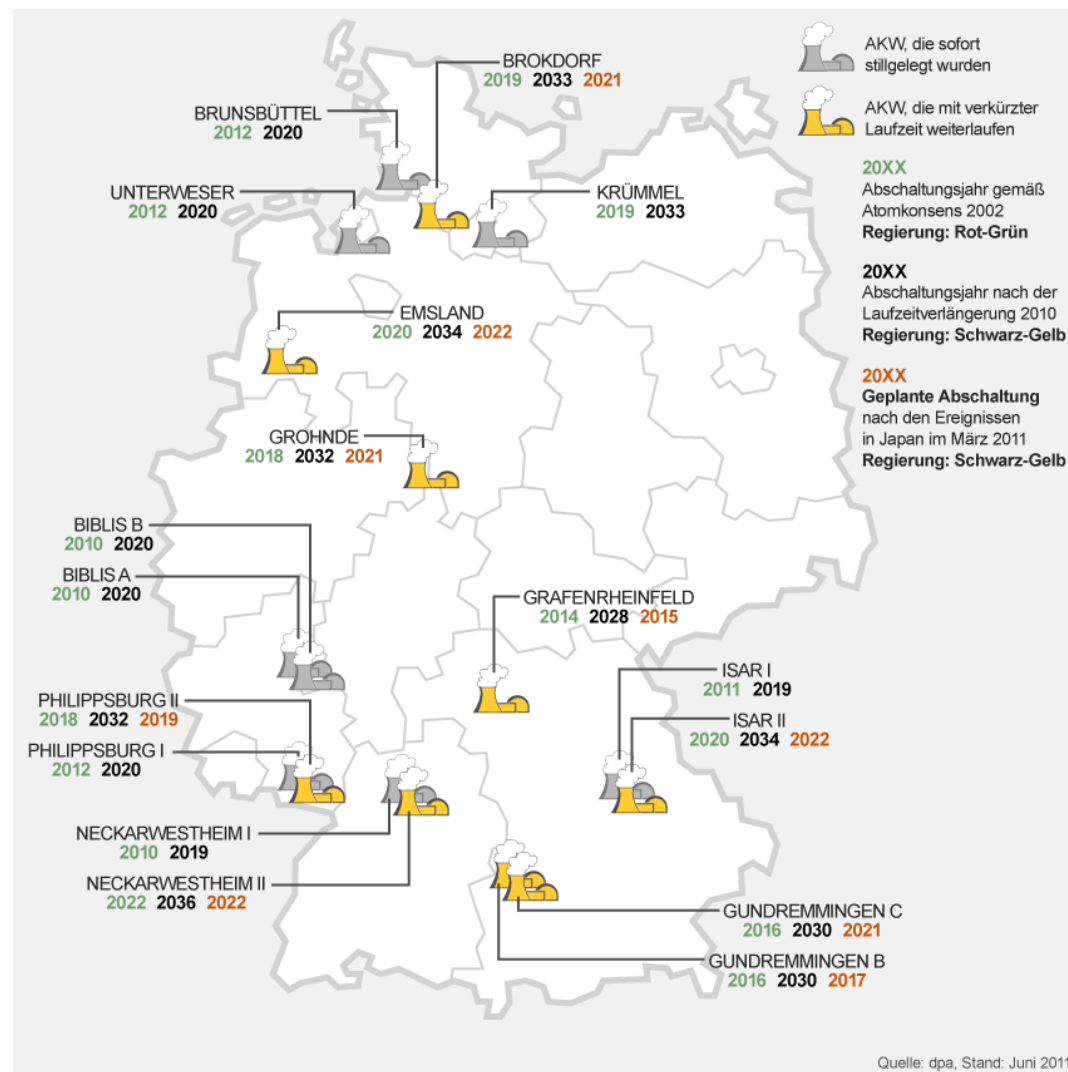 BROKDORF
2019 2033 2021
BRUNSBÜTTEL
2012 2020
UNTERWESER
2012 2020
KRÜMMEL
2019 2033
EMSLAND
2020 2034 2022
GROHNDE
2018 2032 2021
BIBLIS B
2010 2020
BIBLIS A
2010 2020
GRAFENRHEINFELD
2014 2028 2015
ISAR I
2011 2019
ISAR II
2020 2034 2022
PHILIPPSBURG II
2018 2032 2019
PHILIPPSBURG I
2012 2020
NECKARWESTHEIM I
2010 2019
NECKARWESTHEIM II
2022 2036 2022
GUNDREMMINGEN C
2016 2030 2021
GUNDREMMINGEN B
2016 2030 2017
AKW, die sofort
stillgelegt wurden
AKW, die mit verkürzter
Laufzeit weiterlaufen
20XX
Abschaltungsjahr gemäß
Atomkonsens 2002
Regierung: Rot-Grün
20XX
Abschaltungsjahr nach der
Laufzeitverlängerung 2010
Regierung: Schwarz-Gelb
20XX
Geplante Abschaltung
nach den Ereignissen
in Japan im März 2011
Regierung: Schwarz-Gelb
Quelle: dpa, Stand: Juni 2011